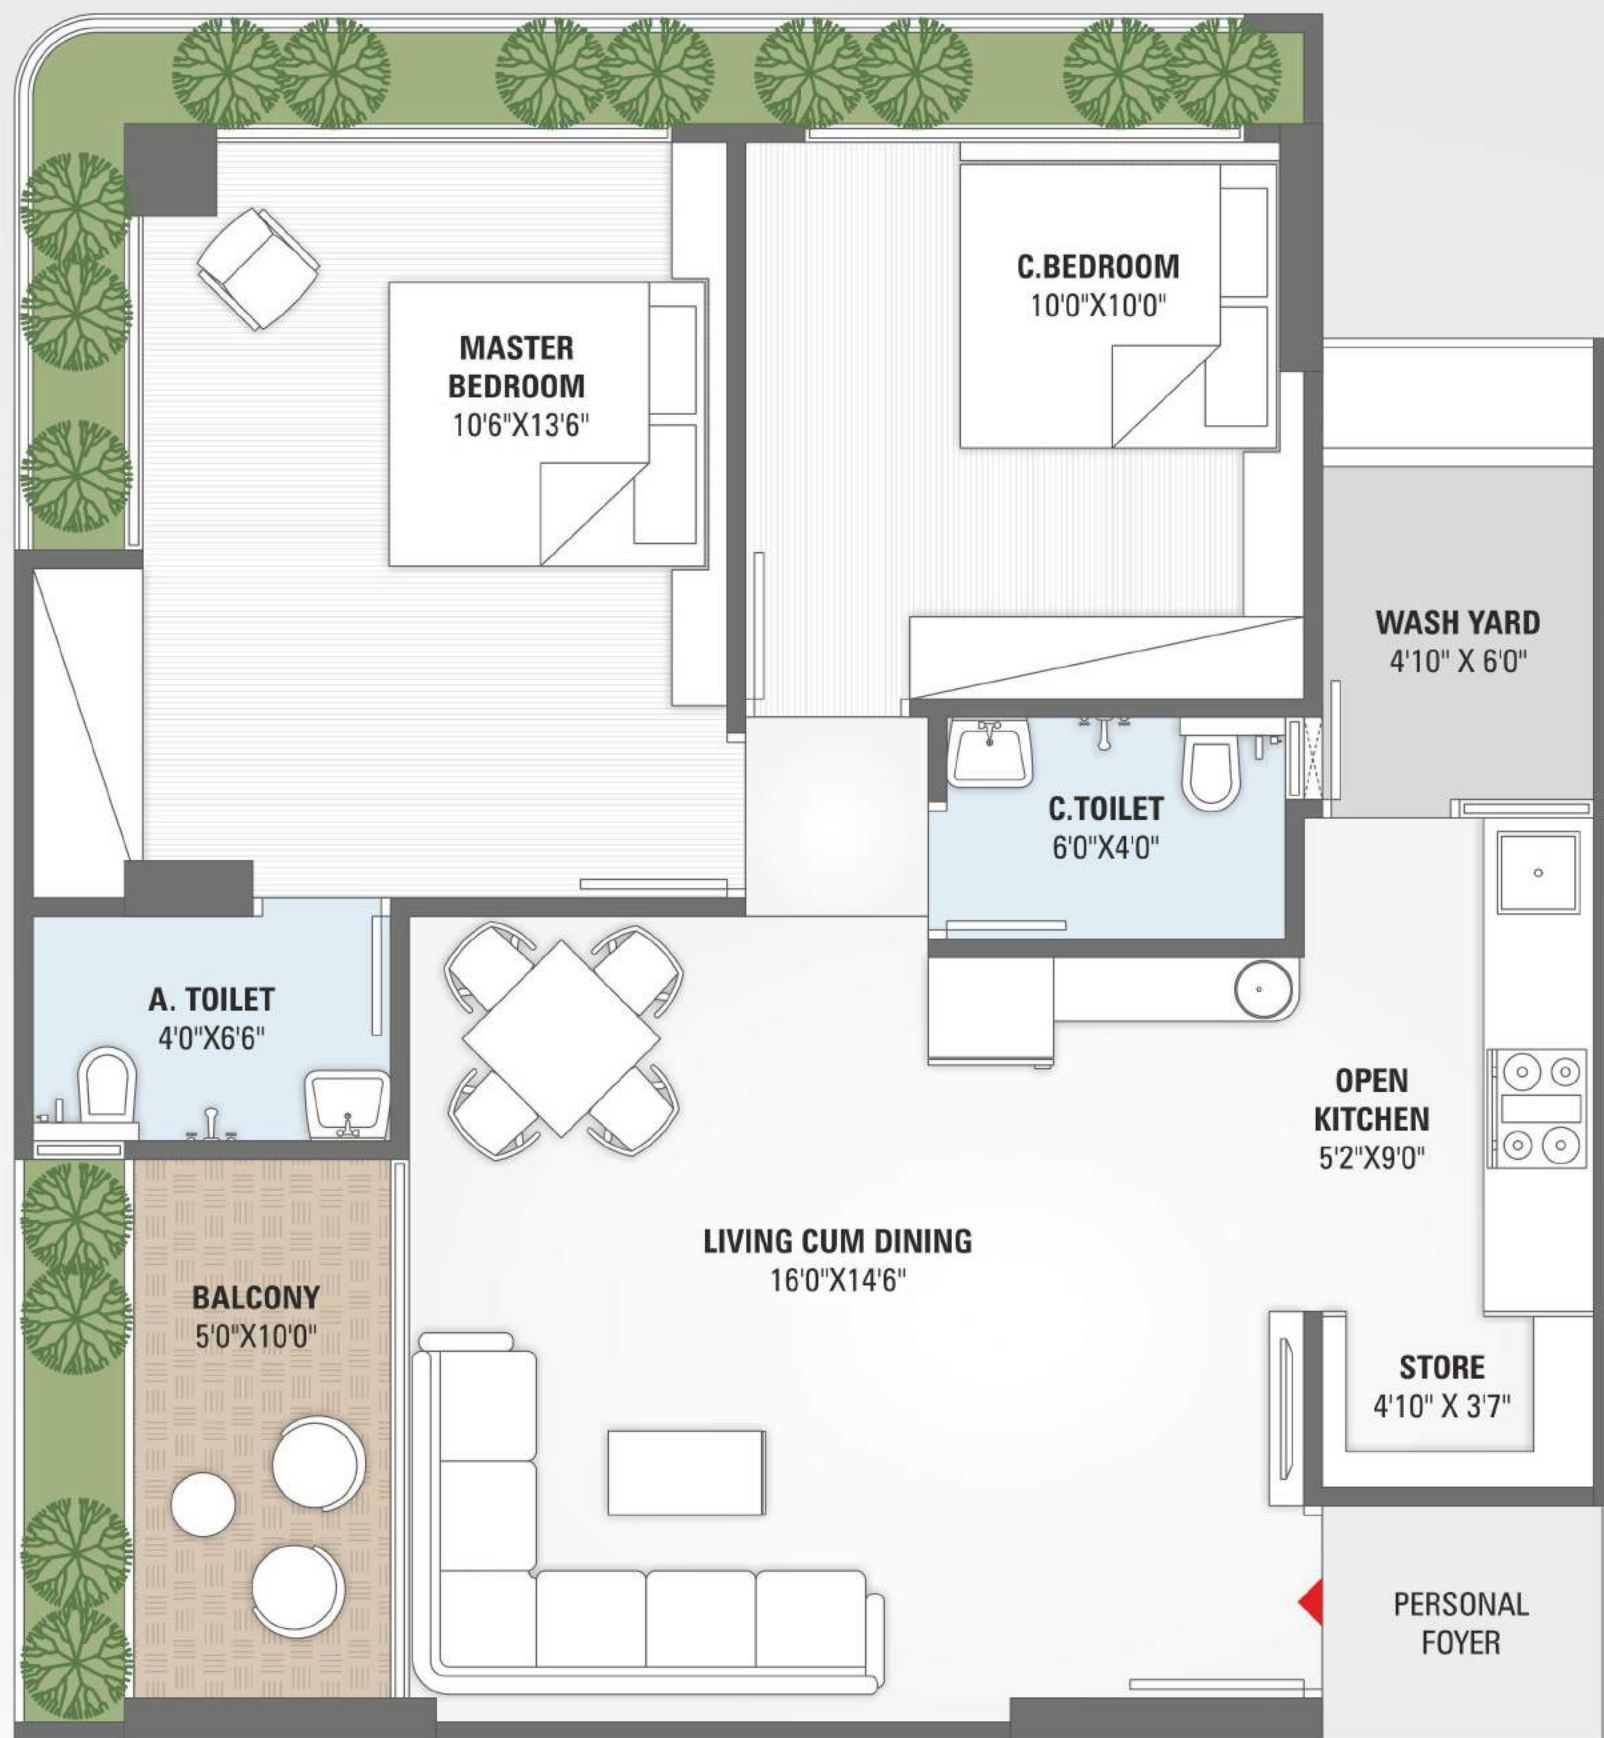 C.BEDROOM
10'0"X10'0"
MASTER
BEDROOM
10'6"X13'6"
WASH YARD
4'10" X 6'0"
C.TOILET
6'0"X4'0"
A. TOILET
4'0"X6'6"
OPEN
KITCHEN
5'2"X9'0"
LIVING CUM DINING
16'0"X14'6"
BALCONY
5'0"X10'0"
STORE
4'10" X 3'7"
PERSONAL
FOYER